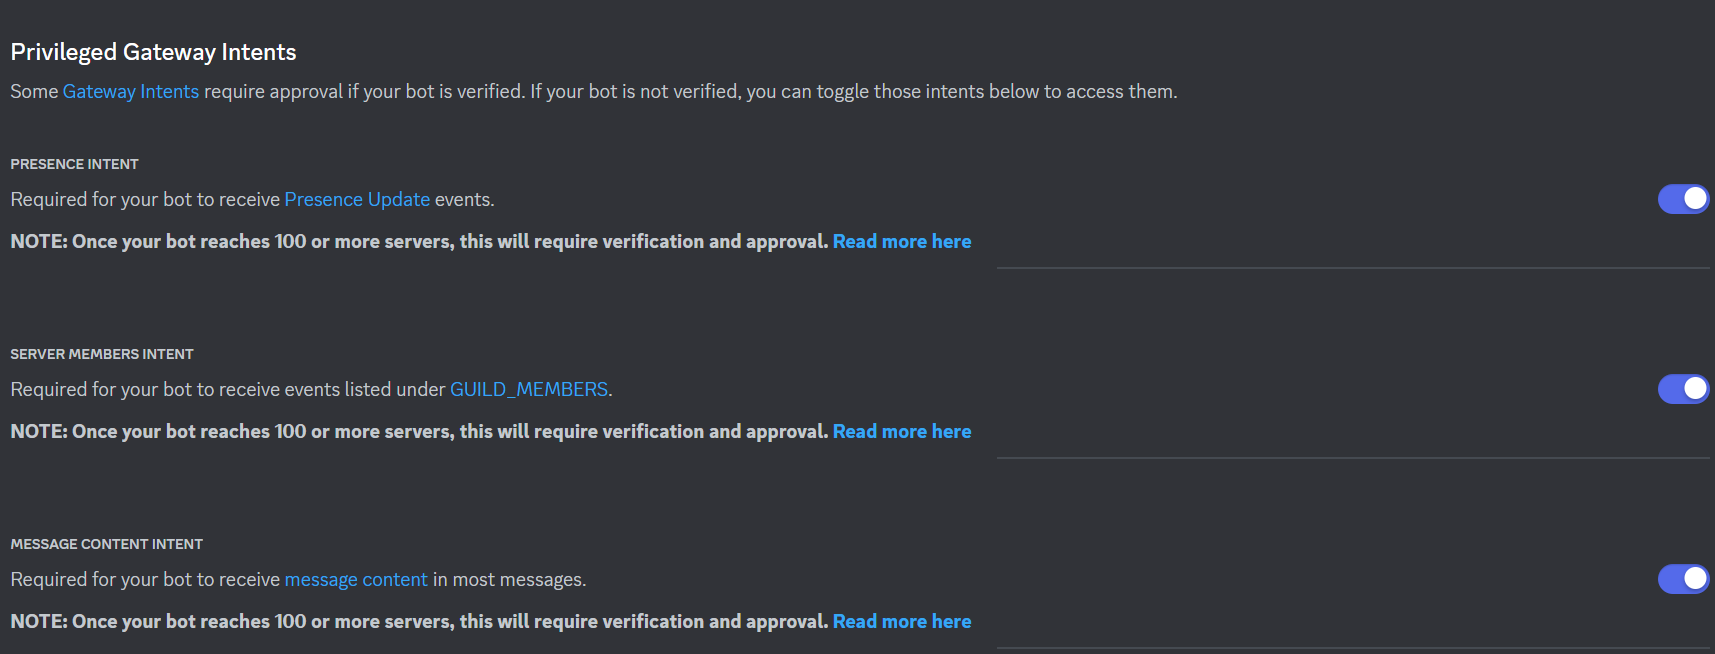 Privileged Gateway Intents
Some Gateway Intents require approval if your bot is verified. If your bot is not verified, you can toggle those intents below to access them.
PRESENCE INTENT
Required for your bot to receive Presence Update events.
NOTE: Once your bot reaches 100 or more servers, this will require verification and approval. Read more here
SERVER MEMBERS INTENT
Required for your bot to receive events listed under GUILD_MEMBERS.
NOTE: Once your bot reaches 100 or more servers, this will require verification and approval. Read more here
MESSAGE CONTENT INTENT
Required for your bot to receive message content in most messages.
NOTE: Once your bot reaches 100 or more servers, this will require verification and approval. Read more here